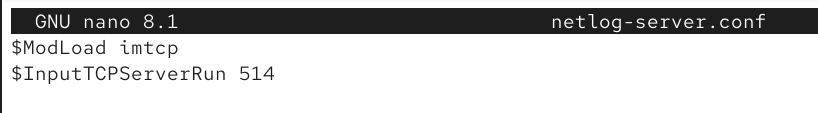 GNU nano 8.1 netlog-server.conf
$ModLoad imtcp
$InputTCPServerRun 514